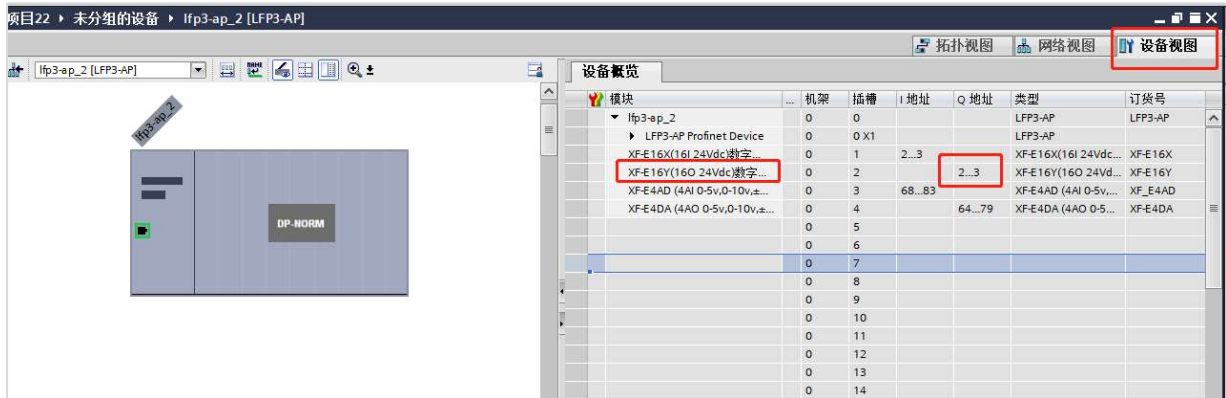 项目22 ▸ 未分组的设备 ▸ lfp3-ap_2 [LFP3-AP]
拓扑视图 网络视图 设备视图
lfp3-ap_2 [LFP3-AP]
设备概览
模块 ... 机架 插槽 I 地址 Q 地址 类型 订货号
lfp3-ap_2 0 0 LFP3-AP LFP3-AP
LFP3-AP Profinet Device 0 0 X1 LFP3-AP
XF-E16X(16I 24Vdc)数字... 0 1 2...3 XF-E16X(16I 24Vdc... XF-E16X
XF-E16Y(16O 24Vdc)数字... 0 2 2...3 XF-E16Y(16O 24Vd... XF-E16Y
XF-E4AD (4AI 0-5v,0-10v,±... 0 3 68...83 XF-E4AD (4AI 0-5v,... XF_E4AD
XF-E4DA (4AO 0-5v,0-10v,±... 0 4 64...79 XF-E4DA (4AO 0-5... XF-E4DA
0 5
0 6
0 7
0 8
0 9
0 10
0 11
0 12
0 13
0 14
lfp3-ap_2
DP-NORM